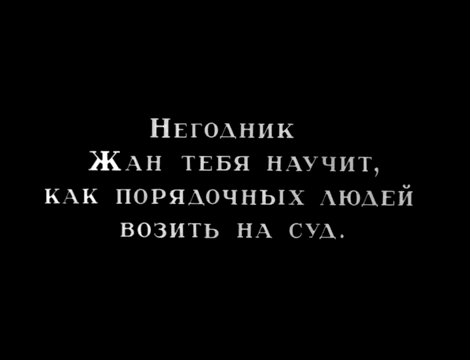 Негодник
Жан тебя научит,
как порядочных людей
возить на суд.